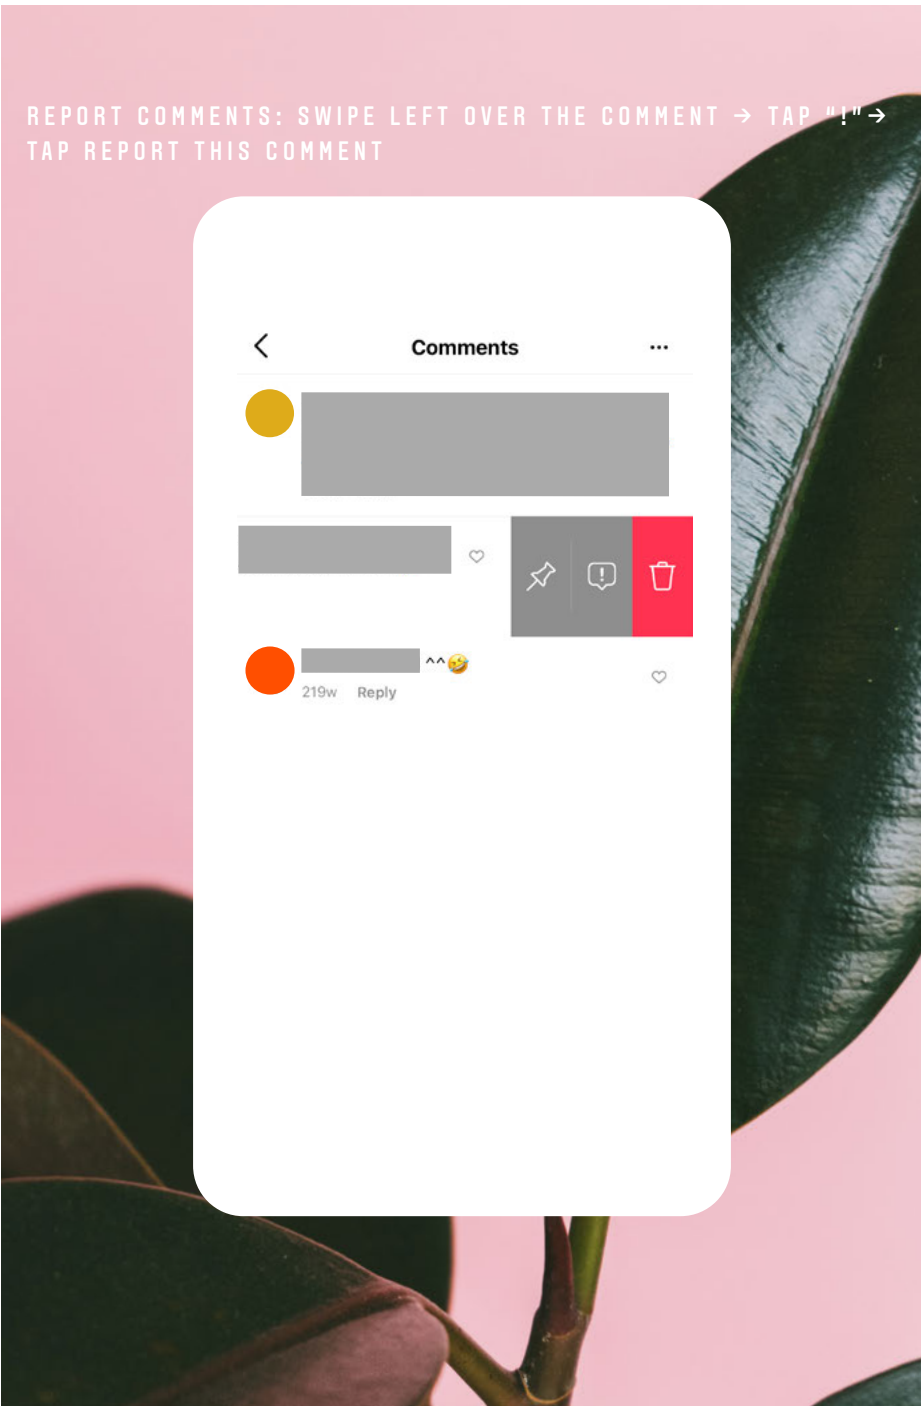 REPORT COMMENTS: SWIPE LEFT OVER THE COMMENT → TAP "!"→
TAP REPORT THIS COMMENT
Comments
^^🤣
219w Reply